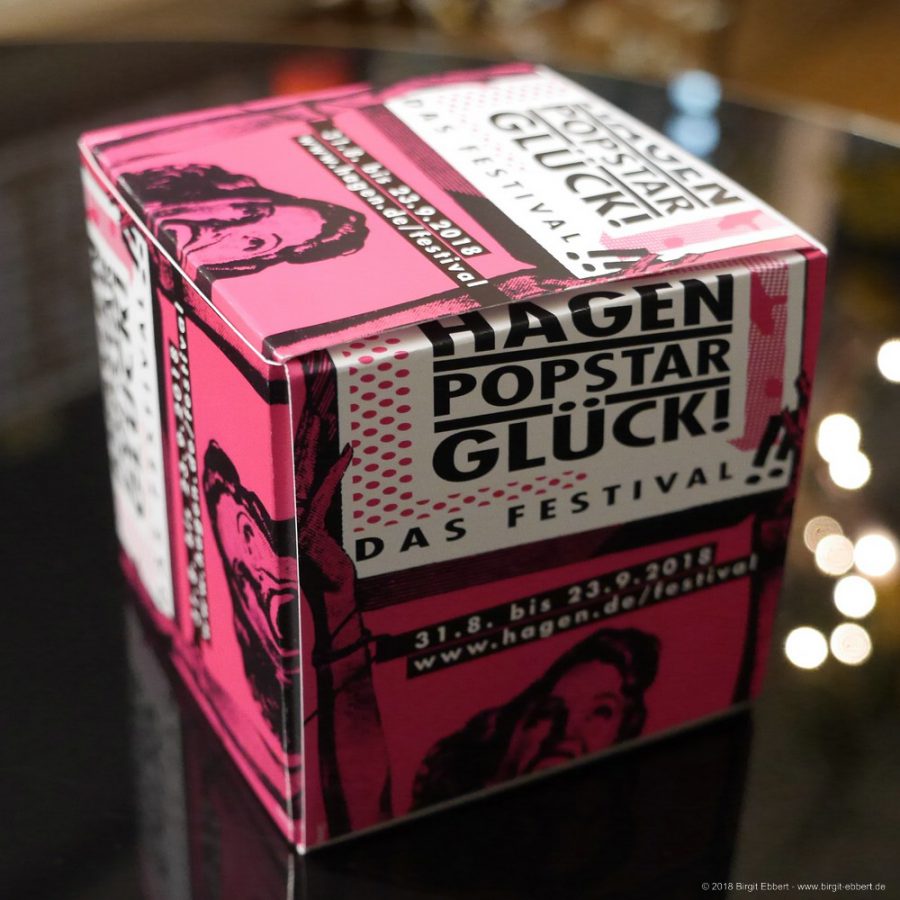 HAGEN
POPSTAR
GLÜCK!
DAS FESTIVAL!!
31.8. bis 23.9.2018
www.hagen.de/festival
HAGEN
POPSTAR
GLÜCK!
DAS FESTIVAL!!
31.8. bis 23.9.2018
www.hagen.de/festival
© 2018 Birgit Ebbert - www.birgit-ebbert.de